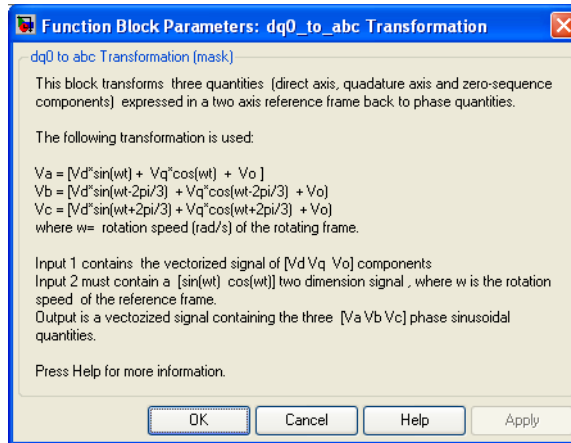 Function Block Parameters: dq0_to_abc Transformation
dq0 to abc Transformation (mask)
This block transforms three quantities (direct axis, quadature axis and zero-sequence
components) expressed in a two axis reference frame back to phase quantities.
The following transformation is used:
Va = [Vd*sin(wt) + Vq*cos(wt) + Vo ]
Vb = [Vd*sin(wt-2pi/3) + Vq*cos(wt-2pi/3) + Vo)
Vc = [Vd*sin(wt+2pi/3) + Vq*cos(wt+2pi/3) + Vo)
where w= rotation speed (rad/s) of the rotating frame.
Input 1 contains the vectorized signal of [Vd Vq Vo] components
Input 2 must contain a [sin(wt) cos(wt)] two dimension signal , where w is the rotation
speed of the reference frame.
Output is a vectozized signal containing the three [Va Vb Vc] phase sinusoidal
quantities.
Press Help for more information.
OK Cancel Help Apply